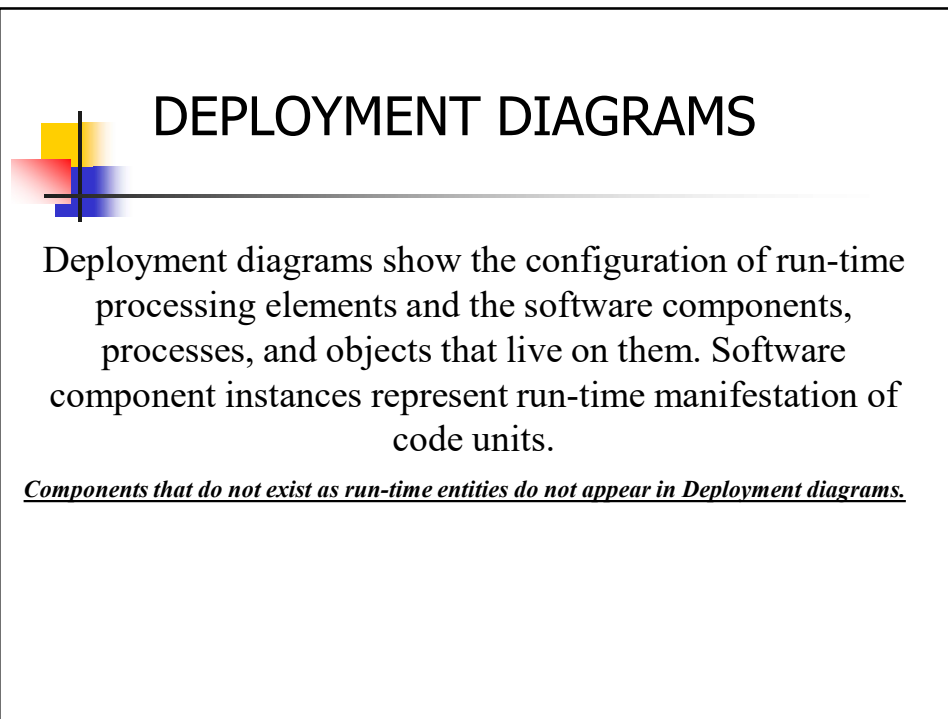 DEPLOYMENT DIAGRAMS
Deployment diagrams show the configuration of run-time
processing elements and the software components,
processes, and objects that live on them. Software
component instances represent run-time manifestation of
code units.
Components that do not exist as run-time entities do not appear in Deployment diagrams.